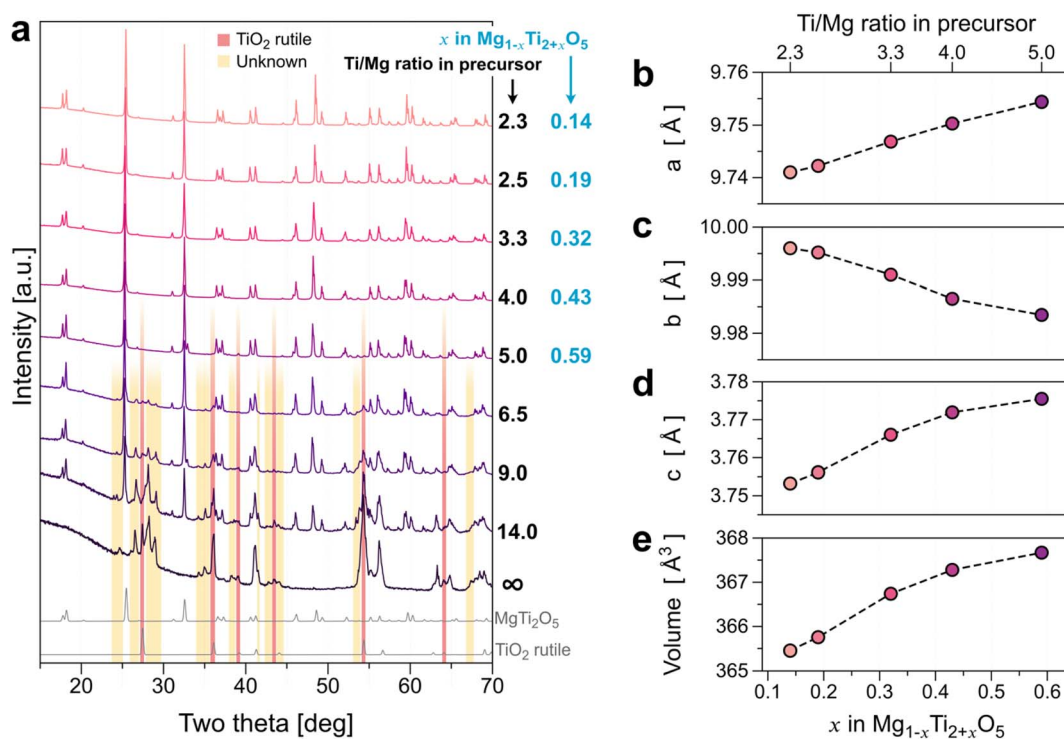 a
TiO2 rutile
Unknown
x in Mg1-xTi2+xO5
Ti/Mg ratio in precursor
2.3 0.14
2.5 0.19
3.3 0.32
4.0 0.43
5.0 0.59
6.5
9.0
14.0
∞
MgTi2O5
TiO2 rutile
Intensity [a.u.]
20 30 40 50 60 70
Two theta [deg]
Ti/Mg ratio in precursor
2.3 3.3 4.0 5.0
b
a [Å]
9.76
9.75
9.74
c
b [Å]
10.00
9.99
9.98
d
c [Å]
3.78
3.77
3.76
3.75
e
Volume [Å3]
368
367
366
365
0.1 0.2 0.3 0.4 0.5 0.6
x in Mg1-xTi2+xO5